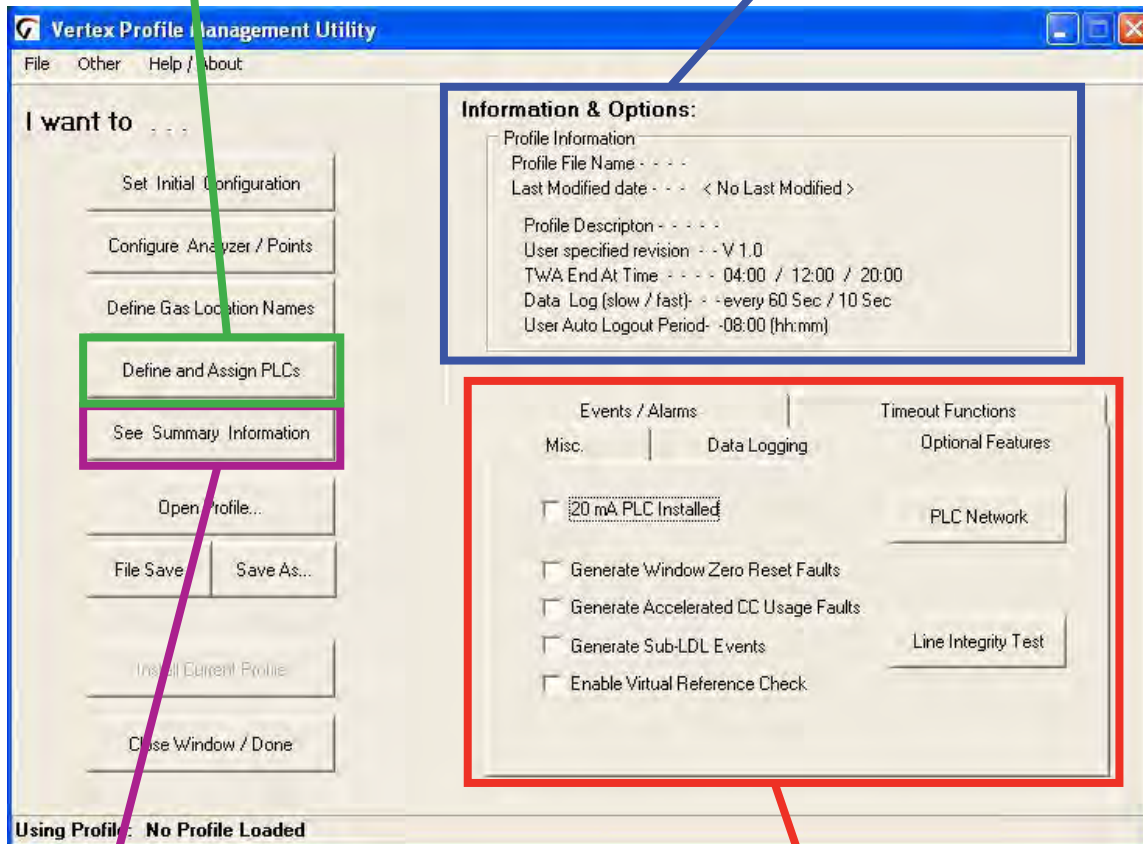 Vertex Profile Management Utility
File Other Help / About
I want to . . .
Set Initial Configuration
Configure Analyzer / Points
Define Gas Location Names
Define and Assign PLCs
See Summary Information
Open Profile...
File Save Save As...
Install Current Profile
Close Window / Done
Information & Options:
Profile Information
Profile File Name - - - -
Last Modified date - - - < No Last Modified >
Profile Descripton - - - - -
User specified revision - - V 1.0
TWA End At Time - - - - 04:00 / 12:00 / 20:00
Data Log (slow / fast)- - -every 60 Sec / 10 Sec
User Auto Logout Period- -08:00 (hh:mm)
Events / Alarms Timeout Functions
Misc. Data Logging Optional Features
20 mA PLC Installed
PLC Network
Generate Window Zero Reset Faults
Generate Accelerated CC Usage Faults
Generate Sub-LDL Events
Line Integrity Test
Enable Virtual Reference Check
Using Profile: No Profile Loaded